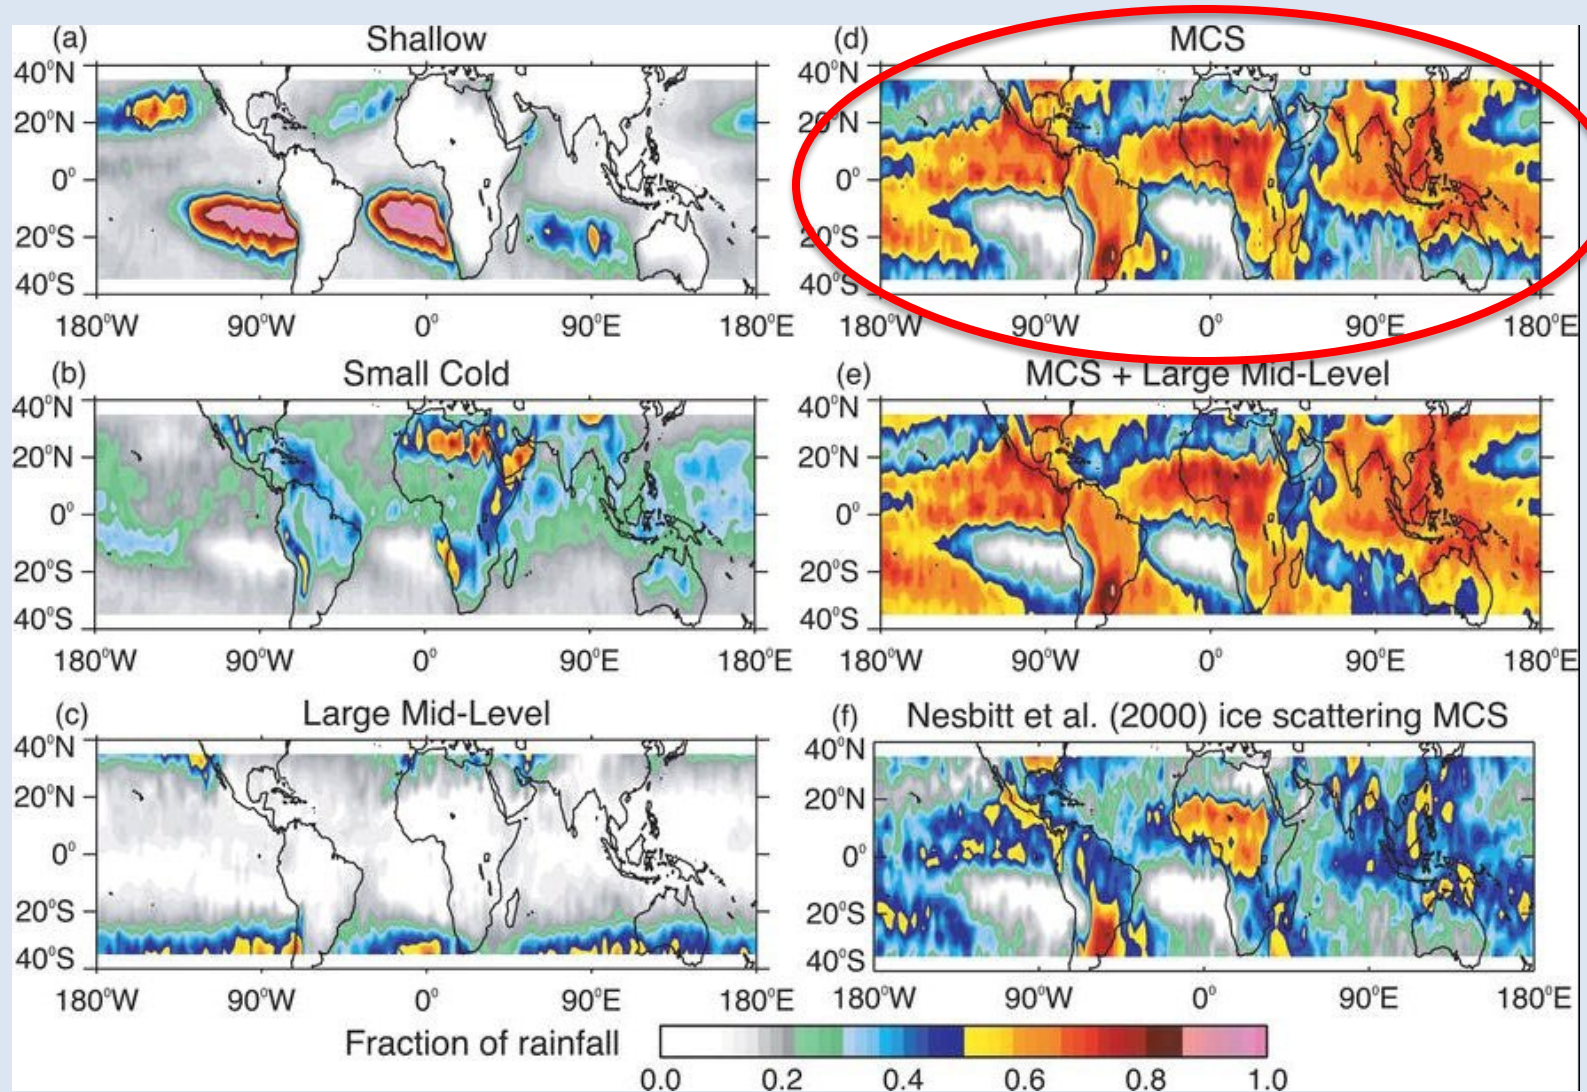 (a) Shallow
40°N
20°N
0°
20°S
40°S
180°W 90°W 0° 90°E 180°E
(b) Small Cold
40°N
20°N
0°
20°S
40°S
180°W 90°W 0° 90°E 180°E
(c) Large Mid-Level
40°N
20°N
0°
20°S
40°S
180°W 90°W 0° 90°E 180°E
(d) MCS
40°N
20°N
0°
20°S
40°S
180°W 90°W 0° 90°E 180°E
(e) MCS + Large Mid-Level
40°N
20°N
0°
20°S
40°S
180°W 90°W 0° 90°E 180°E
(f) Nesbitt et al. (2000) ice scattering MCS
40°N
20°N
0°
20°S
40°S
180°W 90°W 0° 90°E 180°E
Fraction of rainfall
0.0 0.2 0.4 0.6 0.8 1.0